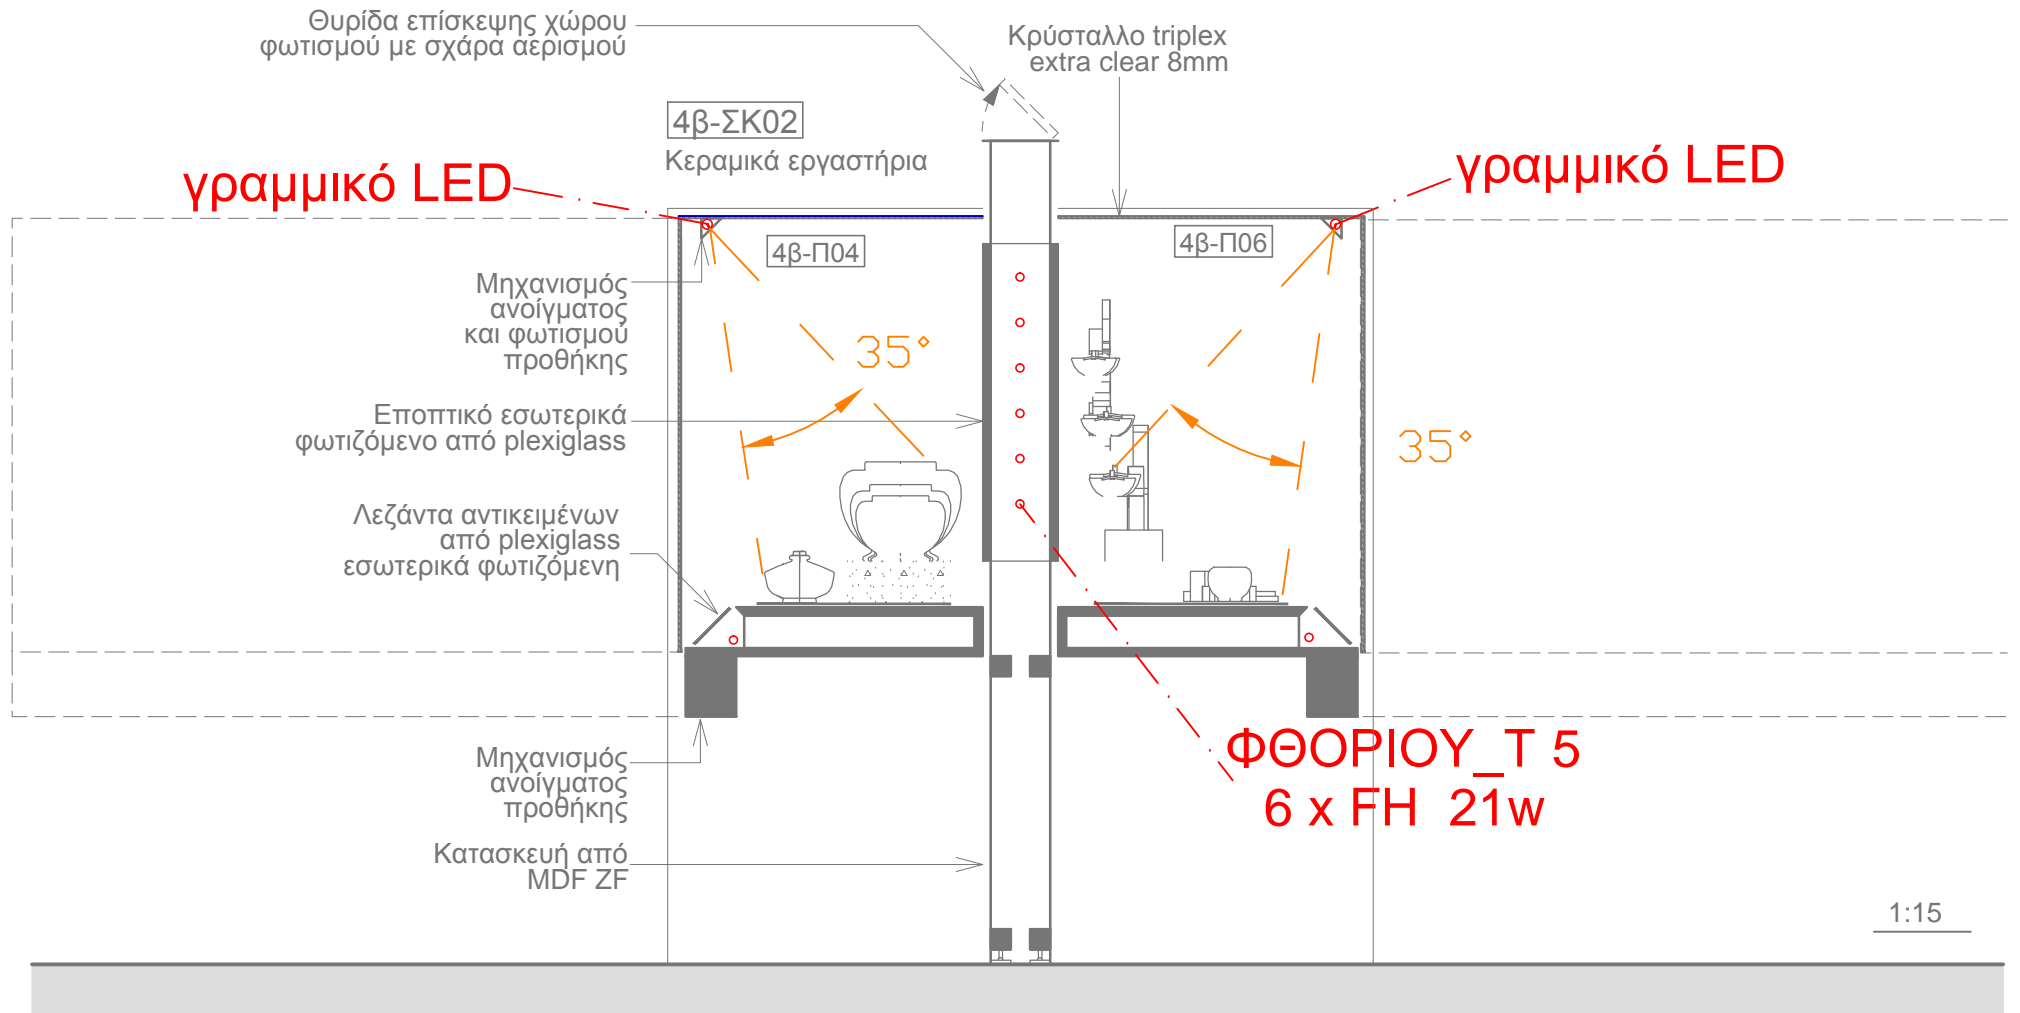 Θυρίδα επίσκεψης χώρου
φωτισμού με σχάρα αερισμού
Κρύσταλλο triplex
extra clear 8mm
4β-ΣΚ02
Κεραμικά εργαστήρια
γραμμικό LED
γραμμικό LED
4β-Π04
4β-Π06
Μηχανισμός
ανοίγματος
και φωτισμού
προθήκης
35°
35°
Εποπτικό εσωτερικά
φωτιζόμενο από plexiglass
Λεζάντα αντικειμένων
από plexiglass
εσωτερικά φωτιζόμενη
Μηχανισμός
ανοίγματος
προθήκης
ΦΘΟΡΙΟΥ_Τ 5
6 x FH 21w
Κατασκευή από
MDF ZF
1:15